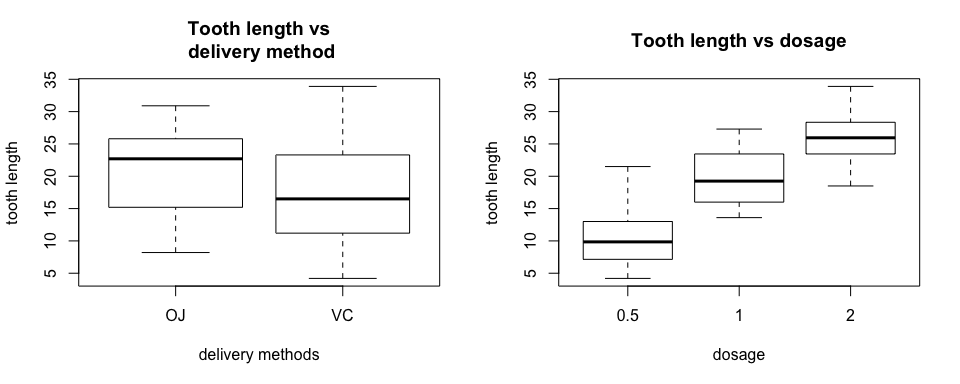 Tooth length vs
delivery method
tooth length
35
30
25
20
15
10
5
OJ VC
delivery methods
Tooth length vs dosage
tooth length
35
30
25
20
15
10
5
0.5 1 2
dosage